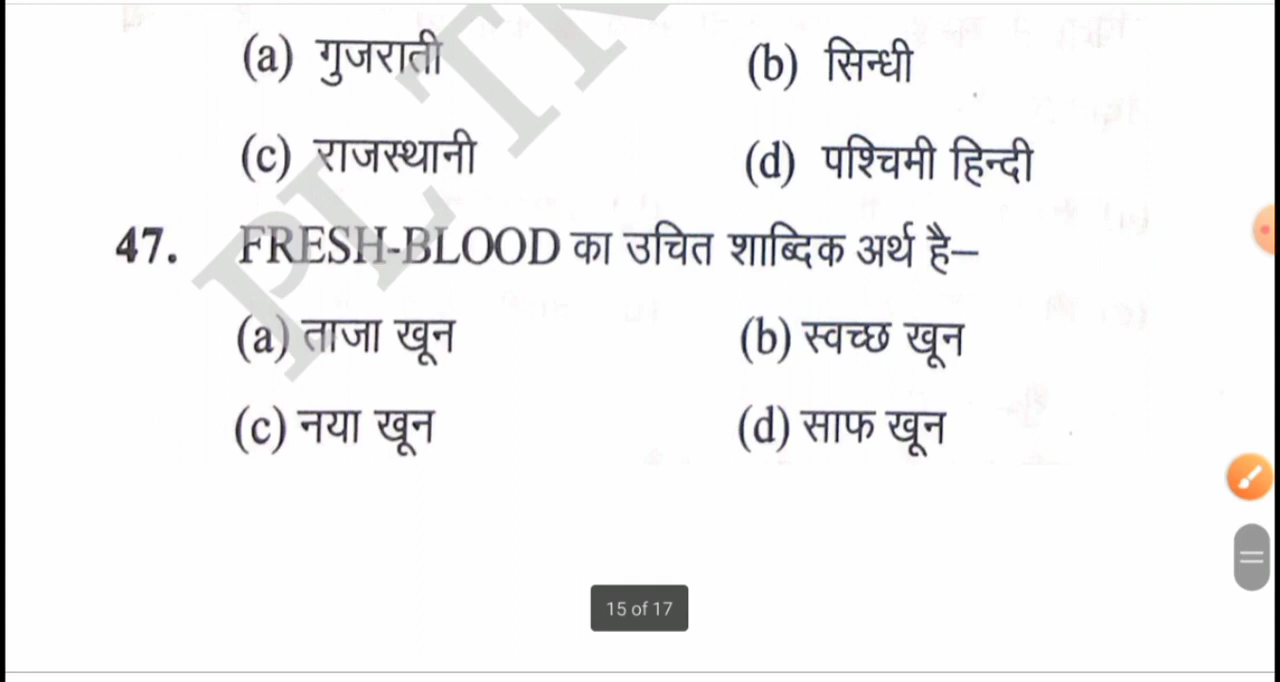 (a) गुजराती (b) सिन्धी
(c) राजस्थानी (d) पश्चिमी हिन्दी
47. FRESH-BLOOD का उचित शाब्दिक अर्थ है–
(a) ताजा खून (b) स्वच्छ खून
(c) नया खून (d) साफ खून
15 of 17